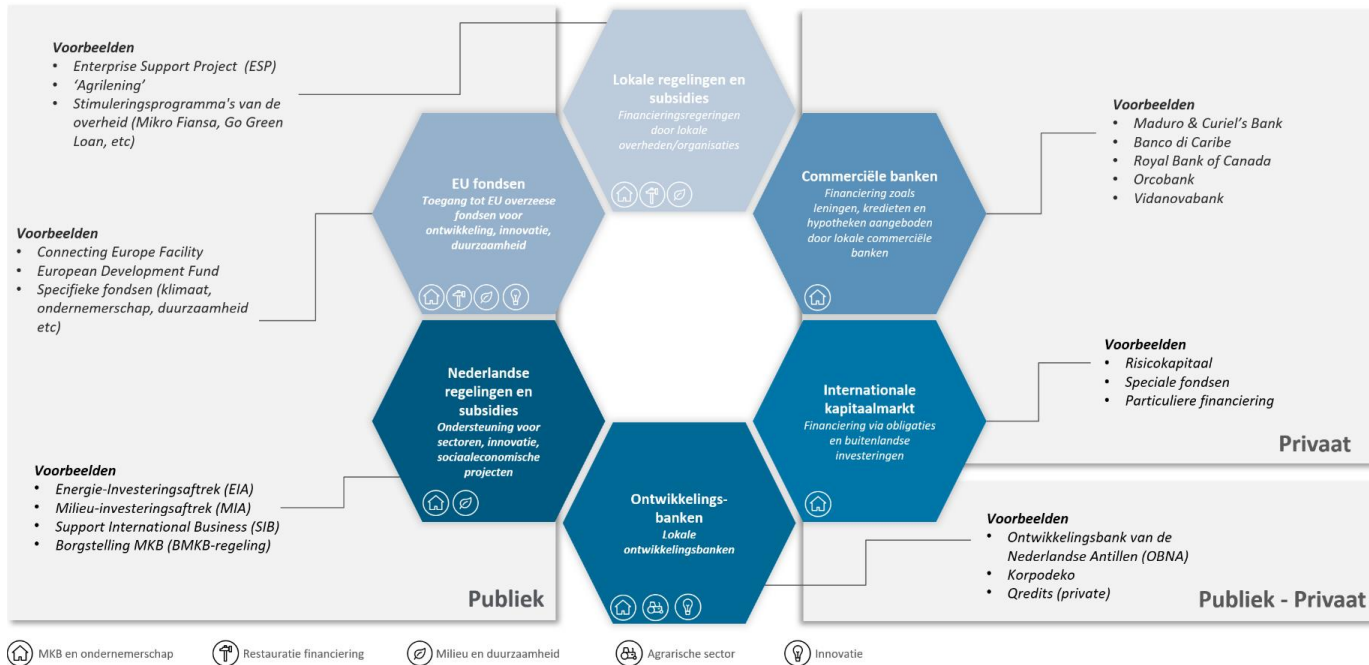 Voorbeelden
• Enterprise Support Project (ESP)
• ‘Agrilening’
• Stimuleringsprogramma's van de
overheid (Mikro Fiansa, Go Green
Loan, etc)
Lokale regelingen en
subsidies
Financieringsregeringen
door lokale
overheden/organisaties
Voorbeelden
• Maduro & Curiel’s Bank
• Banco di Caribe
• Royal Bank of Canada
• Orcobank
• Vidanovabank
EU fondsen
Toegang tot EU overzeese
fondsen voor
ontwikkeling, innovatie,
duurzaamheid
Commerciële banken
Financiering zoals
leningen, kredieten en
hypotheken aangeboden
door lokale commerciële
banken
Voorbeelden
• Connecting Europe Facility
• European Development Fund
• Specifieke fondsen (klimaat,
ondernemerschap, duurzaamheid
etc)
Nederlandse
regelingen en
subsidies
Ondersteuning voor
sectoren, innovatie,
sociaaleconomische
projecten
Internationale
kapitaalmarkt
Financiering via obligaties
en buitenlandse
investeringen
Voorbeelden
• Risicokapitaal
• Speciale fondsen
• Particuliere financiering
Privaat
Voorbeelden
• Energie-Investeringsaftrek (EIA)
• Milieu-investeringsaftrek (MIA)
• Support International Business (SIB)
• Borgstelling MKB (BMKB-regeling)
Publiek
Ontwikkelings-
banken
Lokale
ontwikkelingsbanken
Voorbeelden
• Ontwikkelingsbank van de
Nederlandse Antillen (OBNA)
• Korpodeko
• Qredits (private)
Publiek - Privaat
MKB en ondernemerschap
Restauratie financiering
Milieu en duurzaamheid
Agrarische sector
Innovatie